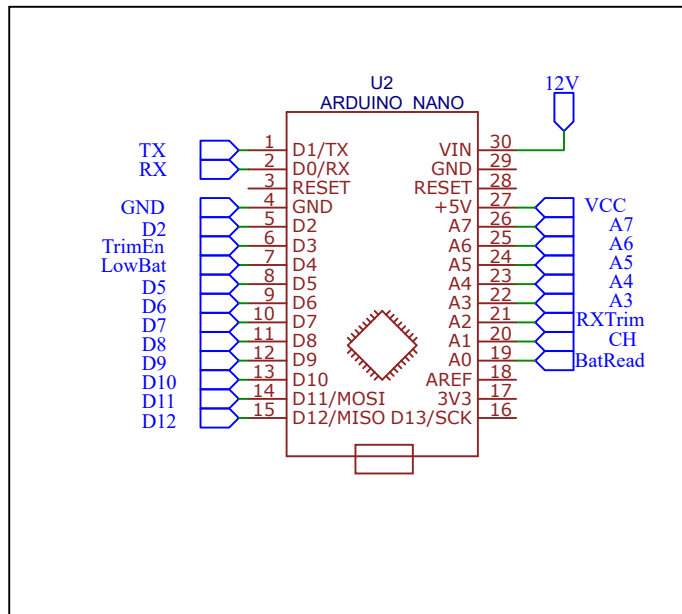 U2
ARDUINO NANO
12V
TX 1 D1/TX VIN 30
RX 2 D0/RX GND 29
3 RESET RESET 28
GND 4 GND +5V 27 VCC
D2 5 D2 A7 26 A7
TrimEn 6 D3 A6 25 A6
LowBat 7 D4 A5 24 A5
D5 8 D5 A4 23 A4
D6 9 D6 A3 22 A3
D7 10 D7 A2 21 RXTrim
D8 11 D8 A1 20 CH
D9 12 D9 A0 19 BatRead
D10 13 D10 AREF 18
D11 14 D11/MOSI 3V3 17
D12 15 D12/MISO D13/SCK 16